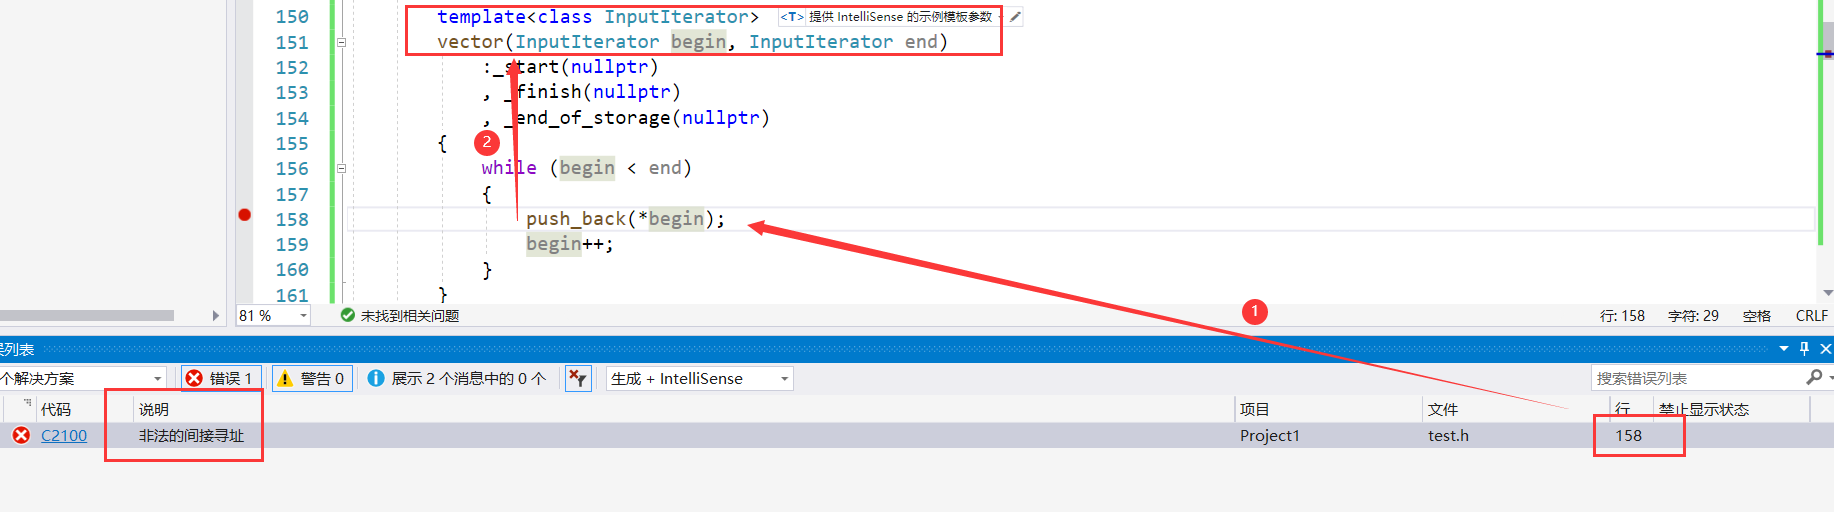 150 template<class InputIterator> <T> 提供 IntelliSense 的示例模板参数
151 vector(InputIterator begin, InputIterator end)
152 :_start(nullptr)
153 , _finish(nullptr)
154 , _end_of_storage(nullptr)
155 {
2
156 while (begin < end)
157 {
158 push_back(*begin);
159 begin++;
160 }
161 }
1
81 % 未找到相关问题 行: 158 字符: 29 空格 CRLF
误列表
个解决方案 错误 1 警告 0 展示 2 个消息中的 0 个 生成 + IntelliSense 搜索错误列表
代码 说明 项目 文件 行 禁止显示状态
C2100 非法的间接寻址 Project1 test.h 158